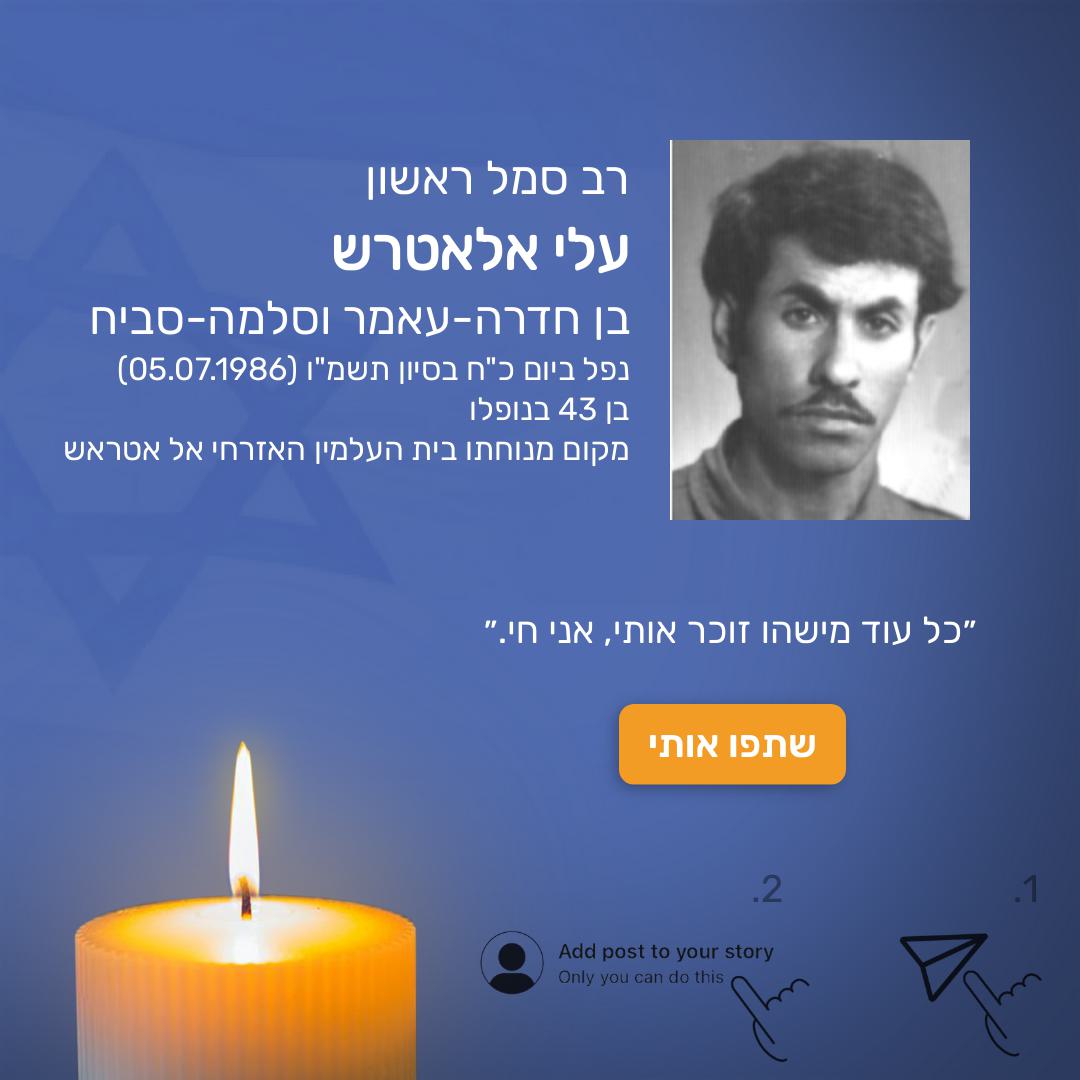 רב סמל ראשון
עלי אלאטרש
בן חדרה-עאמר וסלמה-סביח
נפל ביום כ"ח בסיון תשמ"ו (05.07.1986)
בן 43 בנופלו
מקום מנוחתו בית העלמין האזרחי אל אטראש
״כל עוד מישהו זוכר אותי, אני חי.״
שתפו אותי
1.
2.
Add post to your story
Only you can do this